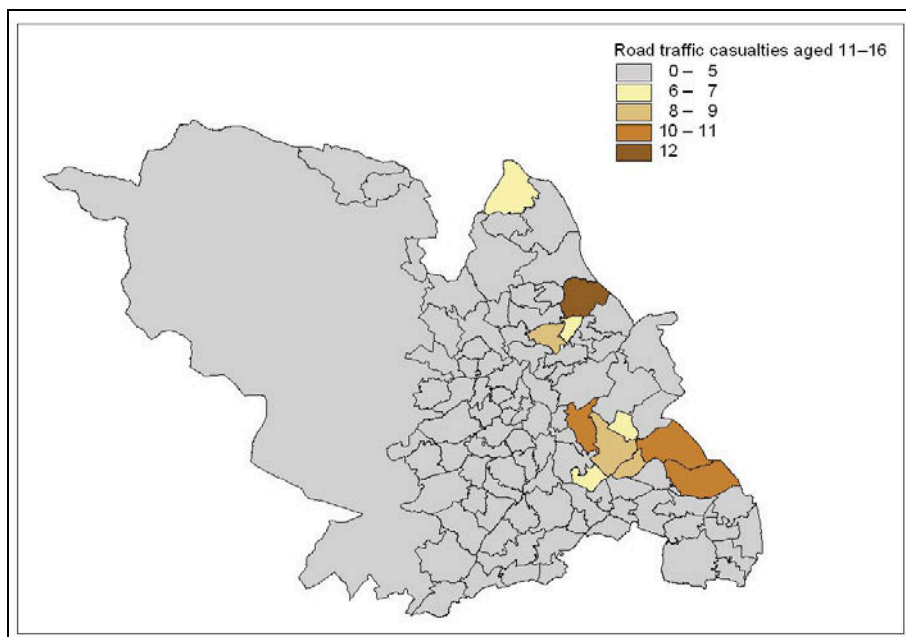 Road traffic casualties aged 11–16
0 – 5
6 – 7
8 – 9
10 – 11
12